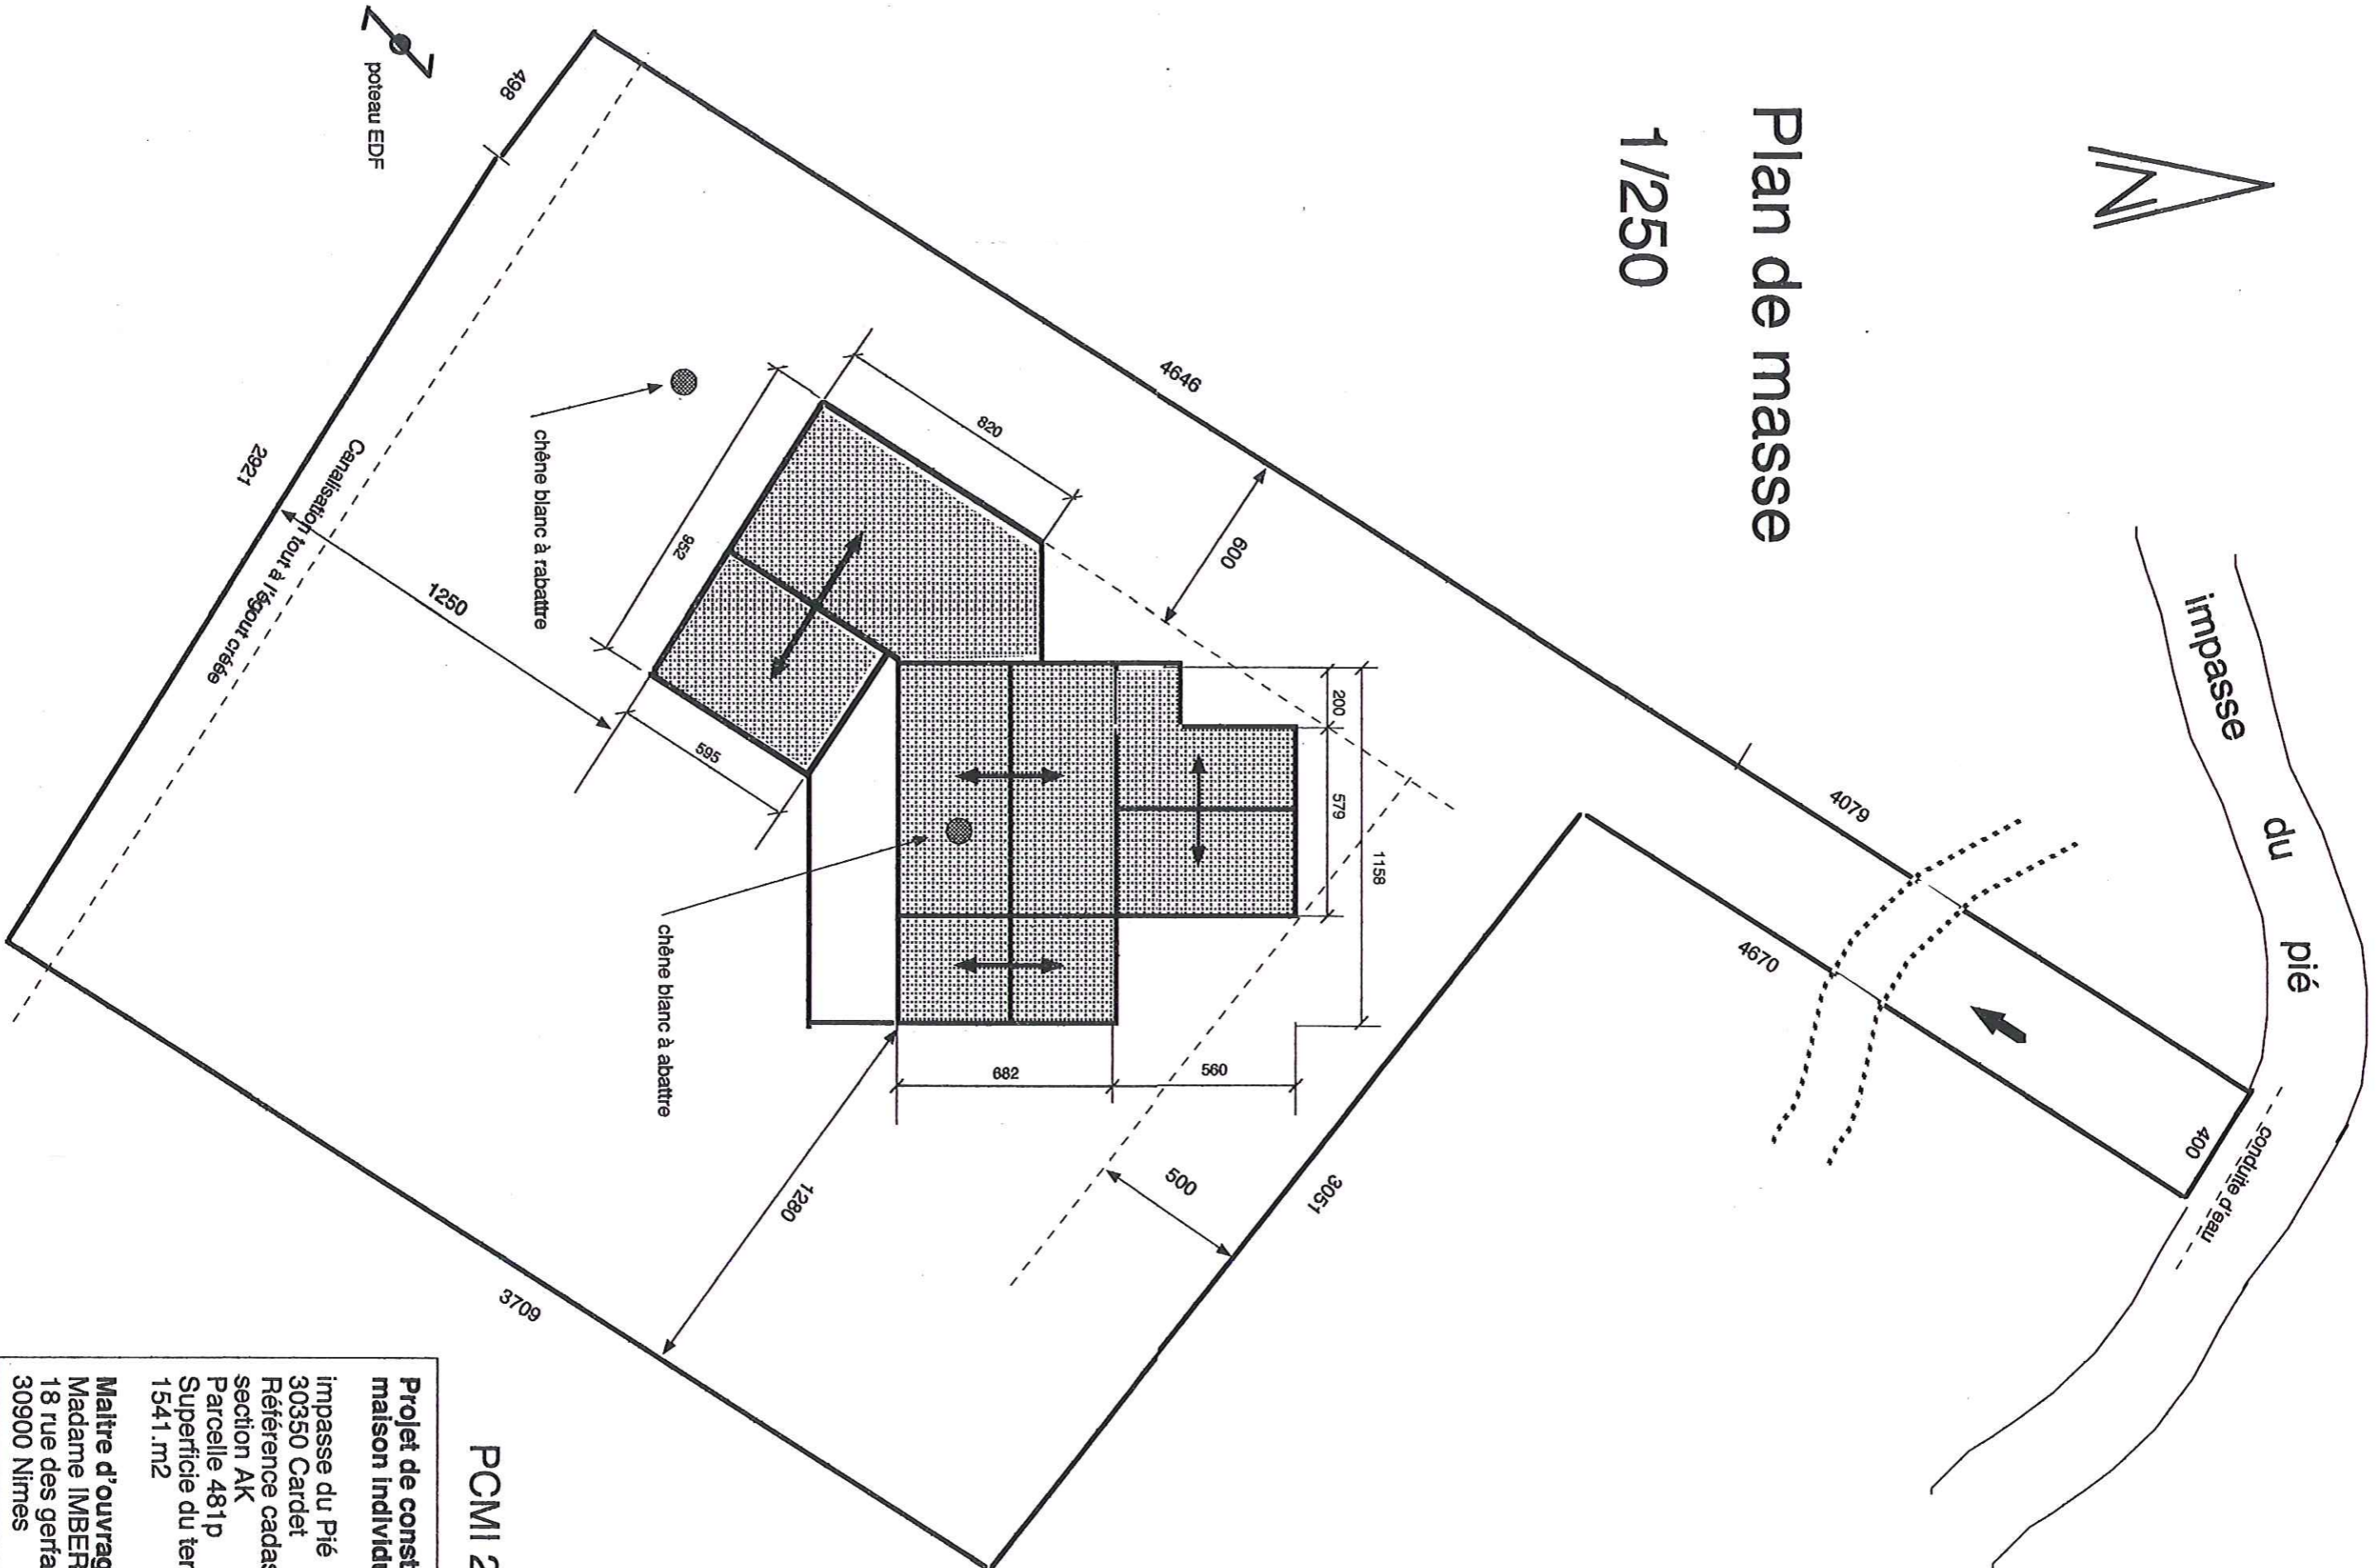 Plan de masse
1/250
N
impasse du pié
conduite d'eau
400
4079
4670
4646
600
820
952
595
1250
200
579
1158
682
560
500
3051
1280
3709
498
2921
poteau EDF
chêne blanc à rabattre
chêne blanc à abattre
Canalisation tout à l'égout créée
PCMI 2
Projet de const
maison individu
impasse du Pié
30350 Cardet
Référence cadas
section AK
Parcelle 481p
Superficie du ter
1541.m2
Maitre d'ouvrag
Madame IMBER
18 rue des gerfa
30900 Nimes